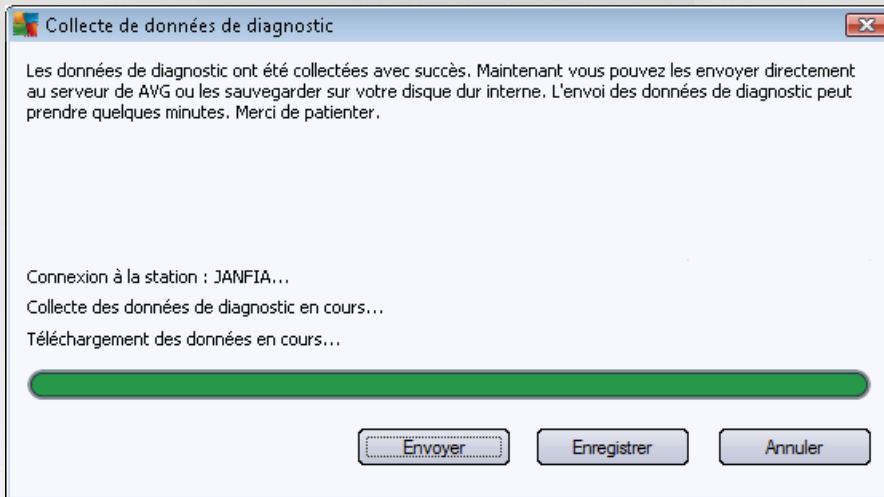 Collecte de données de diagnostic
Les données de diagnostic ont été collectées avec succès. Maintenant vous pouvez les envoyer directement
au serveur de AVG ou les sauvegarder sur votre disque dur interne. L'envoi des données de diagnostic peut
prendre quelques minutes. Merci de patienter.
Connexion à la station : JANFIA...
Collecte des données de diagnostic en cours...
Téléchargement des données en cours...
Envoyer
Enregistrer
Annuler